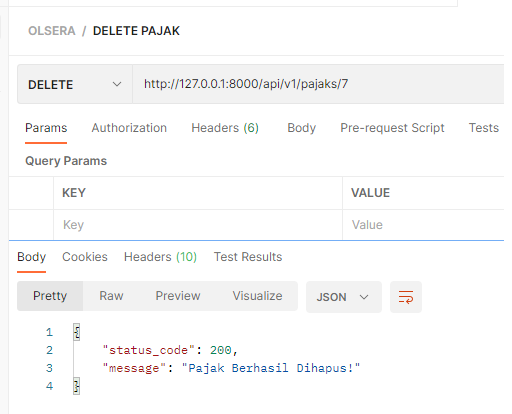 OLSERA / DELETE PAJAK
DELETE http://127.0.0.1:8000/api/v1/pajaks/7
Params Authorization Headers (6) Body Pre-request Script Tests
Query Params
KEY VALUE
Key Value
Body Cookies Headers (10) Test Results
Pretty Raw Preview Visualize JSON
1 {
2 "status_code": 200,
3 "message": "Pajak Berhasil Dihapus!"
4 }